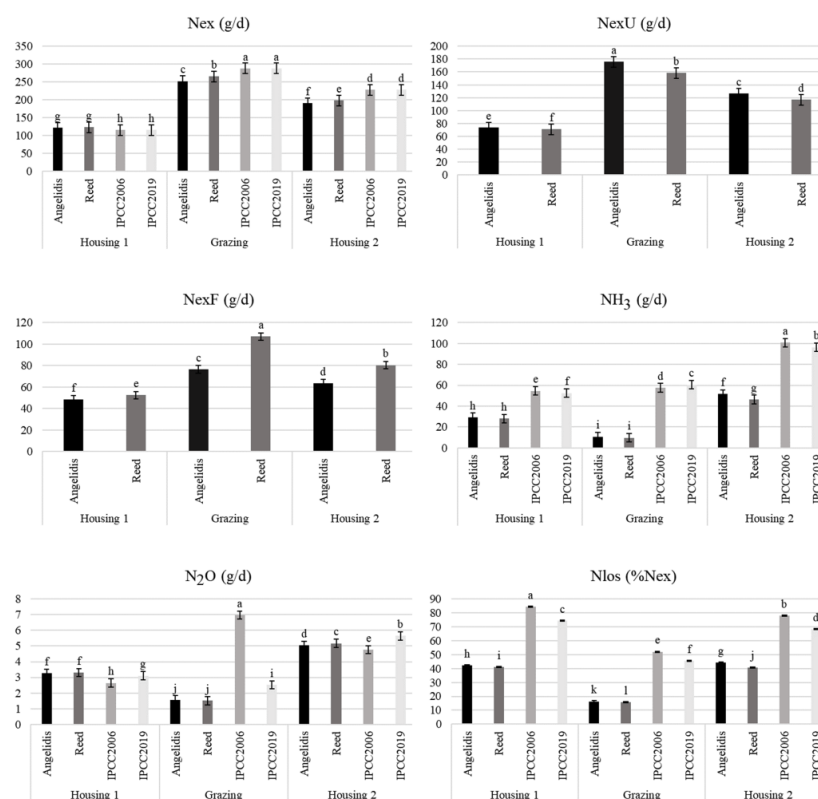 Nex (g/d)
350
300
250
200
150
100
50
0
g g h h
c b a a
f e d d
Angelidis Reed IPCC2006 IPCC2019 Angelidis Reed IPCC2006 IPCC2019 Angelidis Reed IPCC2006 IPCC2019
Housing 1 Grazing Housing 2
NexU (g/d)
200
180
160
140
120
100
80
60
40
20
0
e f a b c d
Angelidis Reed Angelidis Reed Angelidis Reed
Housing 1 Grazing Housing 2
NexF (g/d)
120
100
80
60
40
20
0
f e c a d b
Angelidis Reed Angelidis Reed Angelidis Reed
Housing 1 Grazing Housing 2
NH3 (g/d)
120
100
80
60
40
20
0
h h e f
i i d c
f g a b
Angelidis Reed IPCC2006 IPCC2019 Angelidis Reed IPCC2006 IPCC2019 Angelidis Reed IPCC2006 IPCC2019
Housing 1 Grazing Housing 2
N2O (g/d)
8
7
6
5
4
3
2
1
0
f f h g
j j a i
d c e b
Angelidis Reed IPCC2006 IPCC2019 Angelidis Reed IPCC2006 IPCC2019 Angelidis Reed IPCC2006 IPCC2019
Housing 1 Grazing Housing 2
Nlos (%Nex)
90
80
70
60
50
40
30
20
10
0
h i a c
k l e f
g j b d
Angelidis Reed IPCC2006 IPCC2019 Angelidis Reed IPCC2006 IPCC2019 Angelidis Reed IPCC2006 IPCC2019
Housing 1 Grazing Housing 2